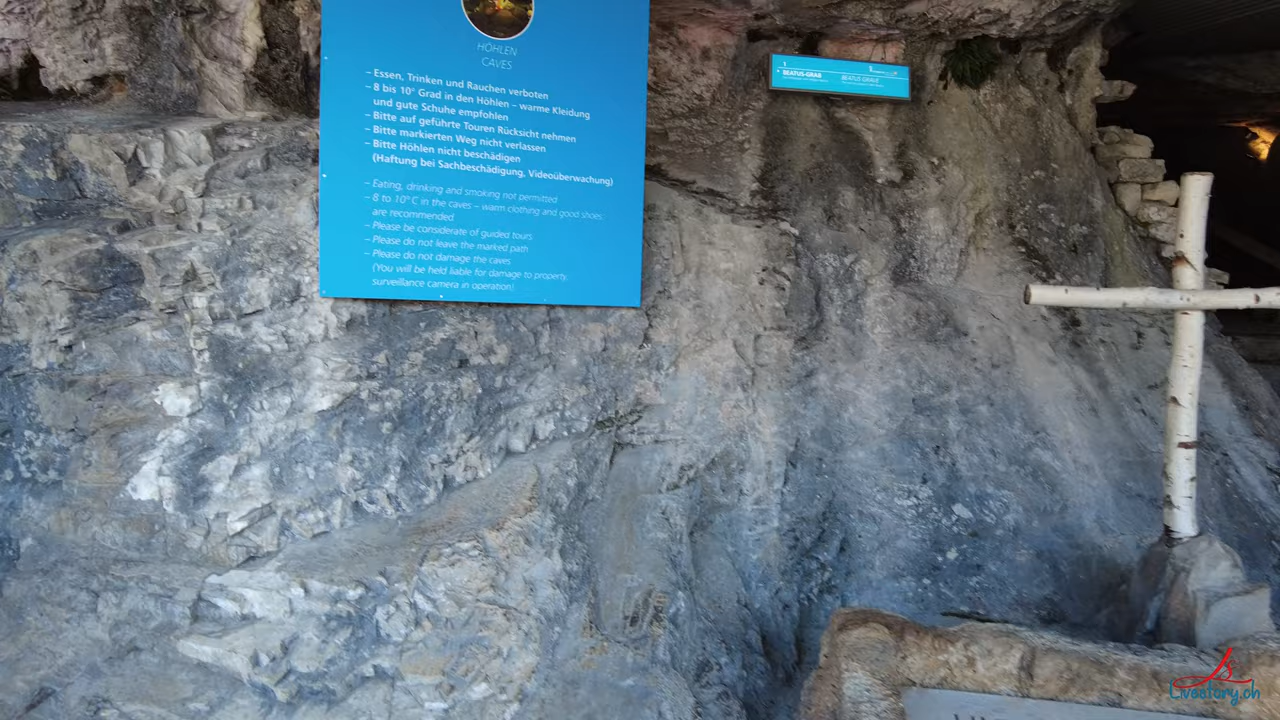 HÖHLEN
CAVES
– Essen, Trinken und Rauchen verboten
– 8 bis 10° Grad in den Höhlen – warme Kleidung
und gute Schuhe empfohlen
– Bitte auf geführte Touren Rücksicht nehmen
– Bitte markierten Weg nicht verlassen
– Bitte Höhlen nicht beschädigen
(Haftung bei Sachbeschädigung, Videoüberwachung)
– Eating, drinking and smoking not permitted
– 8 to 10° C in the caves – warm clothing and good shoes
are recommended
– Please be considerate of guided tours
– Please do not leave the marked path
– Please do not damage the caves
(You will be held liable for damage to property,
surveillance camera in operation)
1
BEATUS-GRAB
BEATUS GRAVE
Ls
Livestory.ch